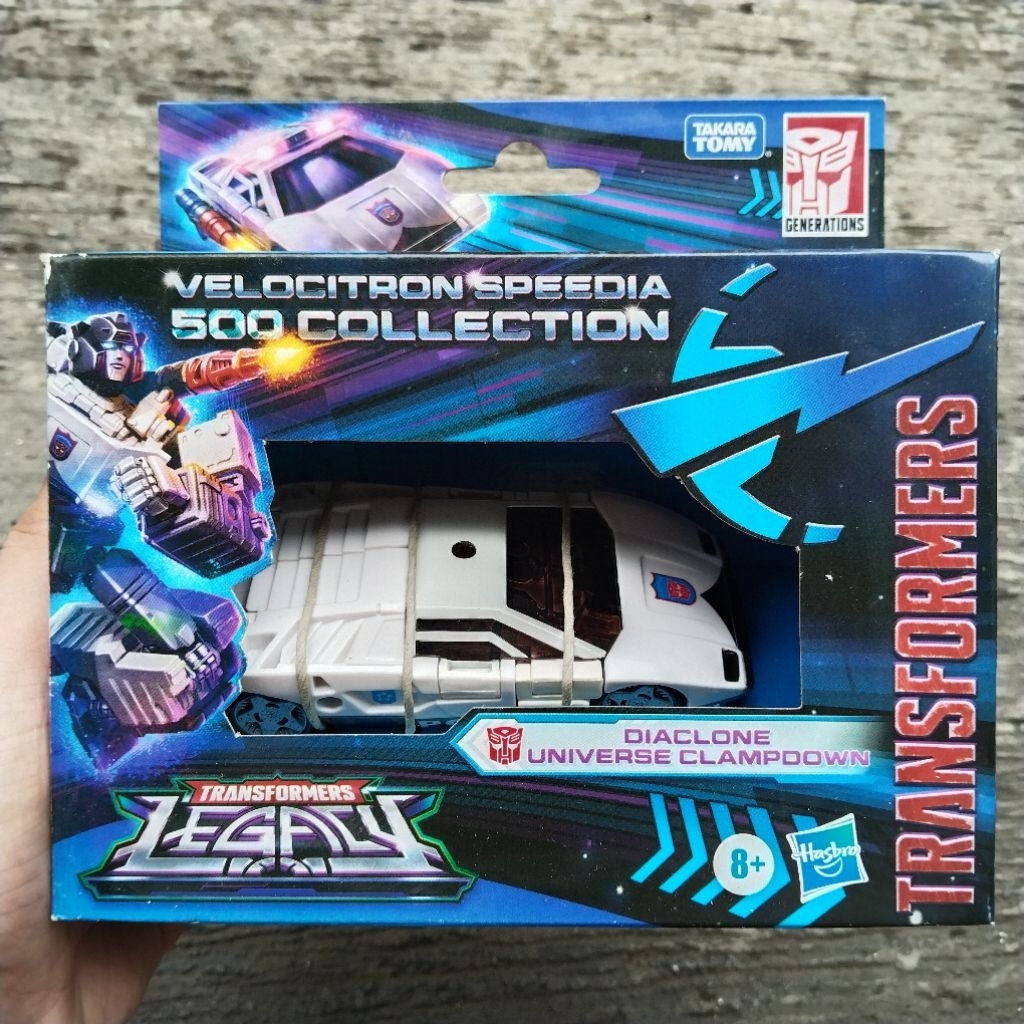 TAKARA
TOMY
GENERATIONS
VELOCITRON SPEEDIA
500 COLLECTION
TRANSFORMERS
DIACLONE
UNIVERSE CLAMPDOWN
TRANSFORMERS
LEGACY
8+
Hasbro